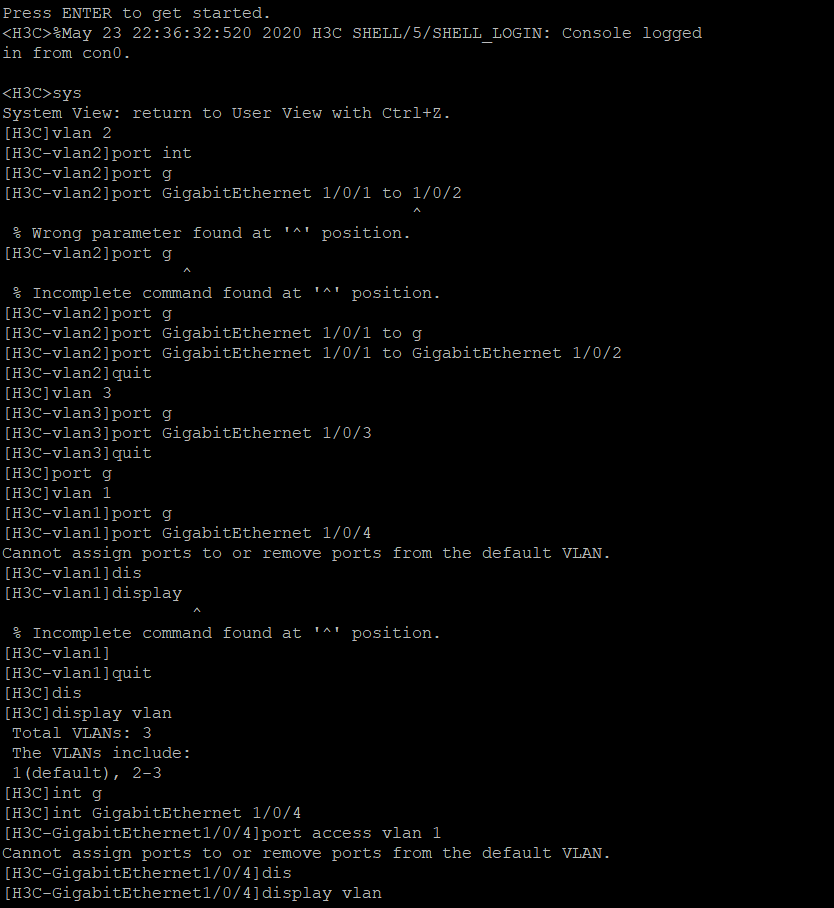 Press ENTER to get started.
<H3C>%May 23 22:36:32:520 2020 H3C SHELL/5/SHELL_LOGIN: Console logged
in from con0.
<H3C>sys
System View: return to User View with Ctrl+Z.
[H3C]vlan 2
[H3C-vlan2]port int
[H3C-vlan2]port g
[H3C-vlan2]port GigabitEthernet 1/0/1 to 1/0/2
^
% Wrong parameter found at '^' position.
[H3C-vlan2]port g
^
% Incomplete command found at '^' position.
[H3C-vlan2]port g
[H3C-vlan2]port GigabitEthernet 1/0/1 to g
[H3C-vlan2]port GigabitEthernet 1/0/1 to GigabitEthernet 1/0/2
[H3C-vlan2]quit
[H3C]vlan 3
[H3C-vlan3]port g
[H3C-vlan3]port GigabitEthernet 1/0/3
[H3C-vlan3]quit
[H3C]port g
[H3C]vlan 1
[H3C-vlan1]port g
[H3C-vlan1]port GigabitEthernet 1/0/4
Cannot assign ports to or remove ports from the default VLAN.
[H3C-vlan1]dis
[H3C-vlan1]display
^
% Incomplete command found at '^' position.
[H3C-vlan1]
[H3C-vlan1]quit
[H3C]dis
[H3C]display vlan
Total VLANs: 3
The VLANs include:
1(default), 2-3
[H3C]int g
[H3C]int GigabitEthernet 1/0/4
[H3C-GigabitEthernet1/0/4]port access vlan 1
Cannot assign ports to or remove ports from the default VLAN.
[H3C-GigabitEthernet1/0/4]dis
[H3C-GigabitEthernet1/0/4]display vlan